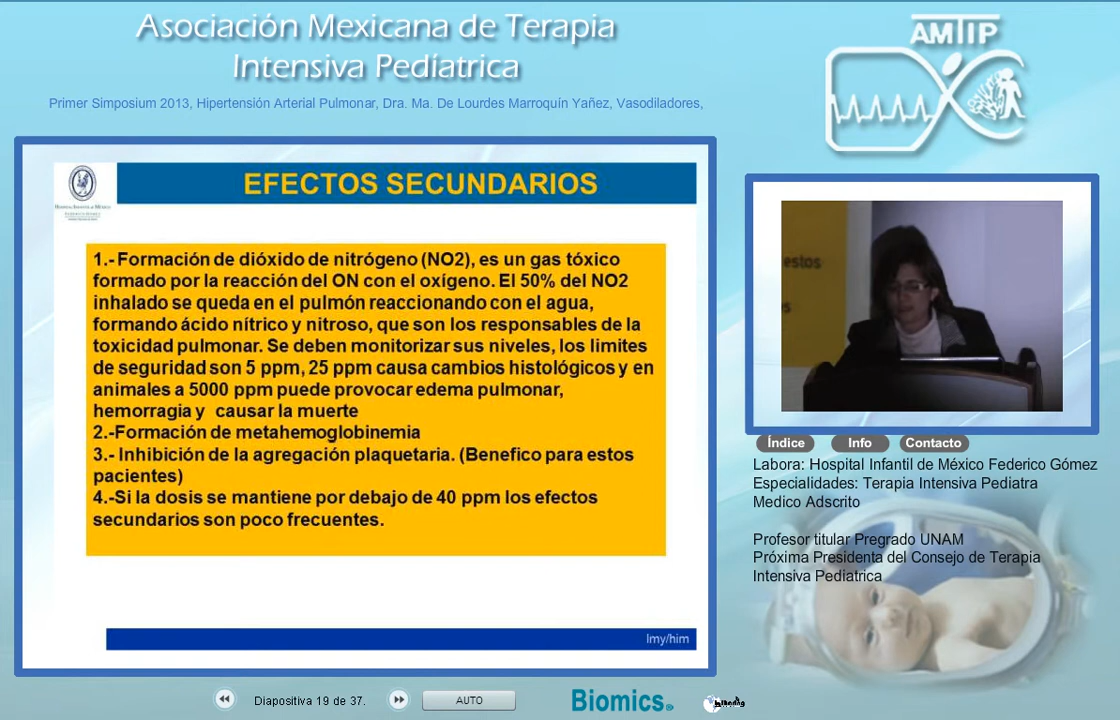 Asociación Mexicana de Terapia
Intensiva Pedíatrica
Primer Simposium 2013, Hipertensión Arterial Pulmonar, Dra. Ma. De Lourdes Marroquín Yañez, Vasodiladores,
AMTIP
EFECTOS SECUNDARIOS
1.- Formación de dióxido de nitrógeno (NO2), es un gas tóxico
formado por la reacción del ON con el oxígeno. El 50% del NO2
inhalado se queda en el pulmón reaccionando con el agua,
formando ácido nítrico y nitroso, que son los responsables de la
toxicidad pulmonar. Se deben monitorizar sus niveles, los limites
de seguridad son 5 ppm, 25 ppm causa cambios histológicos y en
animales a 5000 ppm puede provocar edema pulmonar,
hemorragia y causar la muerte
2.-Formación de metahemoglobinemia
3.- Inhibición de la agregación plaquetaria. (Benefico para estos
pacientes)
4.-Si la dosis se mantiene por debajo de 40 ppm los efectos
secundarios son poco frecuentes.
lmy/him
estos
Índice Info Contacto
Labora: Hospital Infantil de México Federico Gómez
Especialidades: Terapia Intensiva Pediatra
Medico Adscrito
Profesor titular Pregrado UNAM
Próxima Presidenta del Consejo de Terapia
Intensiva Pediatrica
Diapositiva 19 de 37.
AUTO
Biomics®